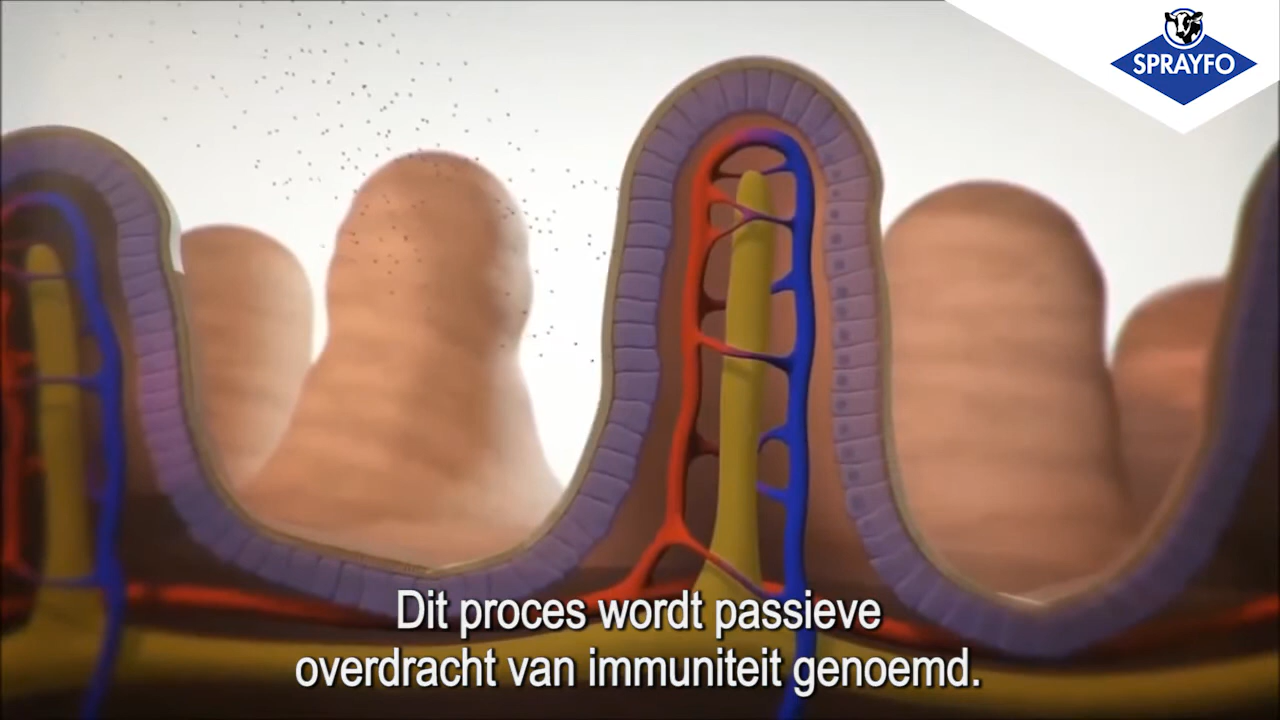 SPRAYFO
Dit proces wordt passieve
overdracht van immuniteit genoemd.